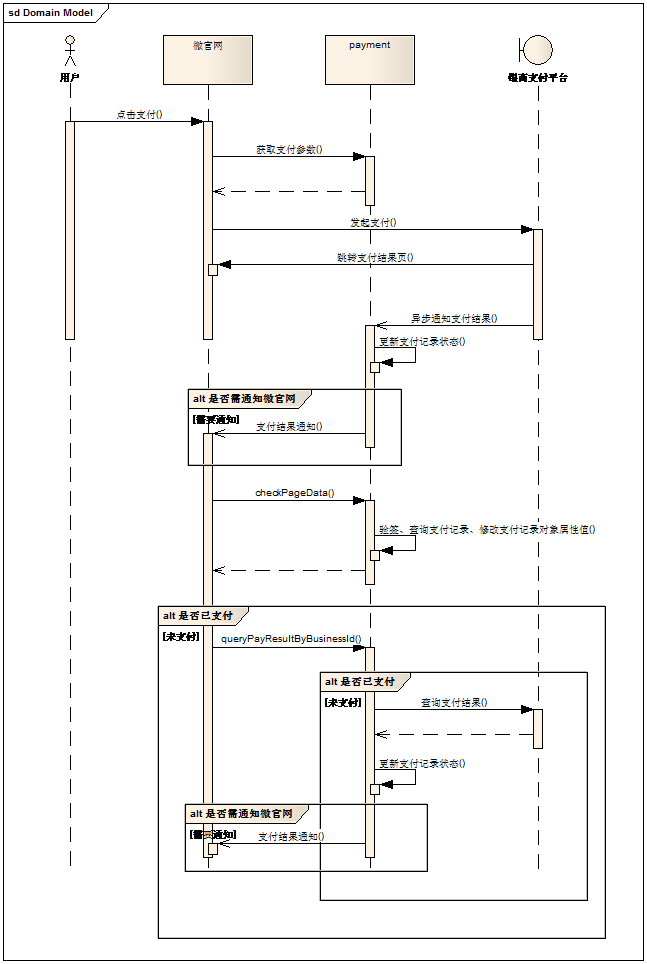 sd Domain Model
用户
微官网
payment
银商支付平台
点击支付()
获取支付参数()
发起支付()
跳转支付结果页()
异步通知支付结果()
更新支付记录状态()
alt 是否需通知微官网
[需要通知]
支付结果通知()
checkPageData()
验签、查询支付记录、修改支付记录对象属性值()
alt 是否已支付
[未支付]
queryPayResultByBusinessId()
alt 是否已支付
[未支付]
查询支付结果()
更新支付记录状态()
alt 是否需通知微官网
[需要通知]
支付结果通知()